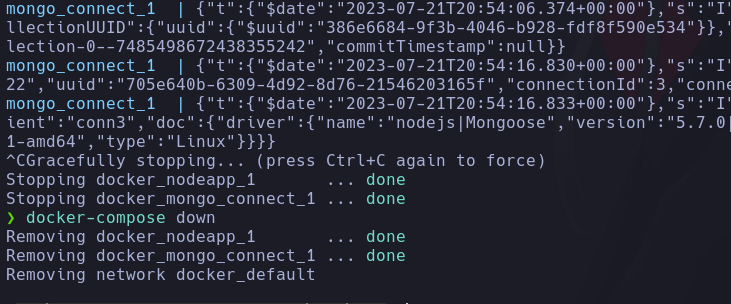 mongo_connect_1  | {"t":{"$date":"2023-07-21T20:54:06.374+00:00"},"s":"I"
llectionUUID":{"uuid":{"$uuid":"386e6684-9f3b-4046-b928-fdf8f590e534"}},"
lection-0--7485498672438355242","commitTimestamp":null}}
mongo_connect_1  | {"t":{"$date":"2023-07-21T20:54:16.830+00:00"},"s":"I"
22","uuid":"705e640b-6309-4d92-8d76-21546203165f","connectionId":3,"conne
mongo_connect_1  | {"t":{"$date":"2023-07-21T20:54:16.833+00:00"},"s":"I"
ient":"conn3","doc":{"driver":{"name":"nodejs|Mongoose","version":"5.7.0|
1-amd64","type":"Linux"}}}}
^CGracefully stopping... (press Ctrl+C again to force)
Stopping docker_nodeapp_1       ... done
Stopping docker_mongo_connect_1 ... done
❯ docker-compose down
Removing docker_nodeapp_1       ... done
Removing docker_mongo_connect_1 ... done
Removing network docker_default